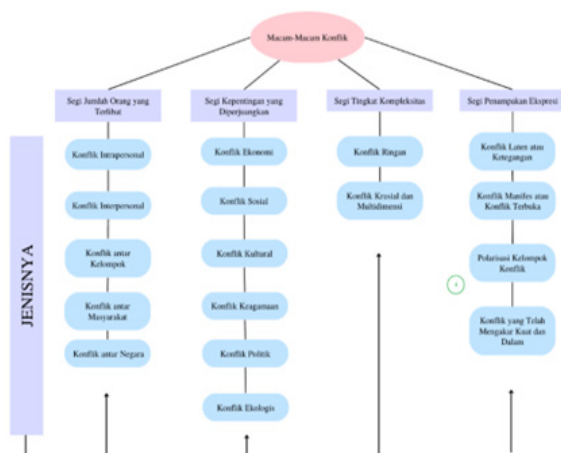 Macam-Macam Konflik
Segi Jumlah Orang yang
Terlibat
Segi Kepentingan yang
Diperjuangkan
Segi Tingkat Kompleksitas
Segi Penampakan Ekspresi
JENISNYA
Konflik Intrapersonal
Konflik Interpersonal
Konflik antar
Kelompok
Konflik antar
Masyarakat
Konflik antar Negara
Konflik Ekonomi
Konflik Sosial
Konflik Kultural
Konflik Keagamaan
Konflik Politik
Konflik Ekologis
Konflik Ringan
Konflik Krusial dan
Multidimensi
Konflik Laten atau
Ketegangan
Konflik Manifes atau
Konflik Terbuka
Polarisasi Kelompok
Konflik
Konflik yang Telah
Mengakar Kuat dan
Dalam